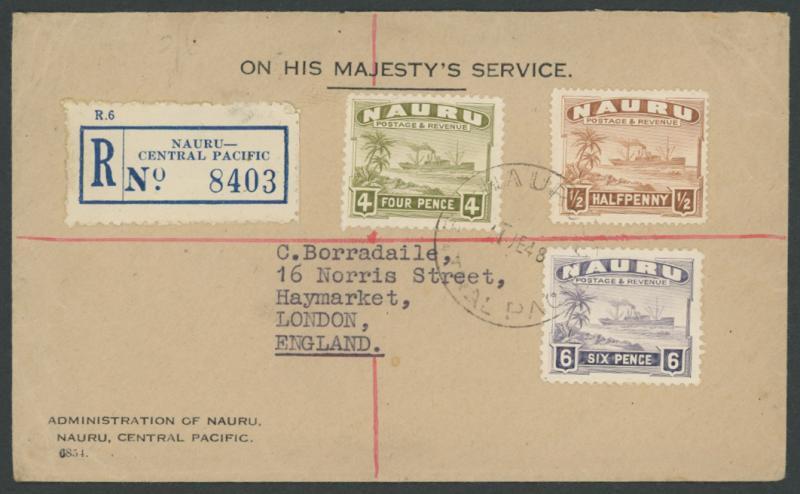 ON HIS MAJESTY'S SERVICE.
R.6
NAURU—
CENTRAL PACIFIC
R No 8403
NAURU
POSTAGE & REVENUE
4 FOUR PENCE 4
NAURU
POSTAGE & REVENUE
½ HALFPENNY ½
NAURU
POSTAGE & REVENUE
6 SIX PENCE 6
C.Borradaile,
16 Norris Street,
Haymarket,
LONDON,
ENGLAND.
ADMINISTRATION OF NAURU,
NAURU, CENTRAL PACIFIC.
6834.